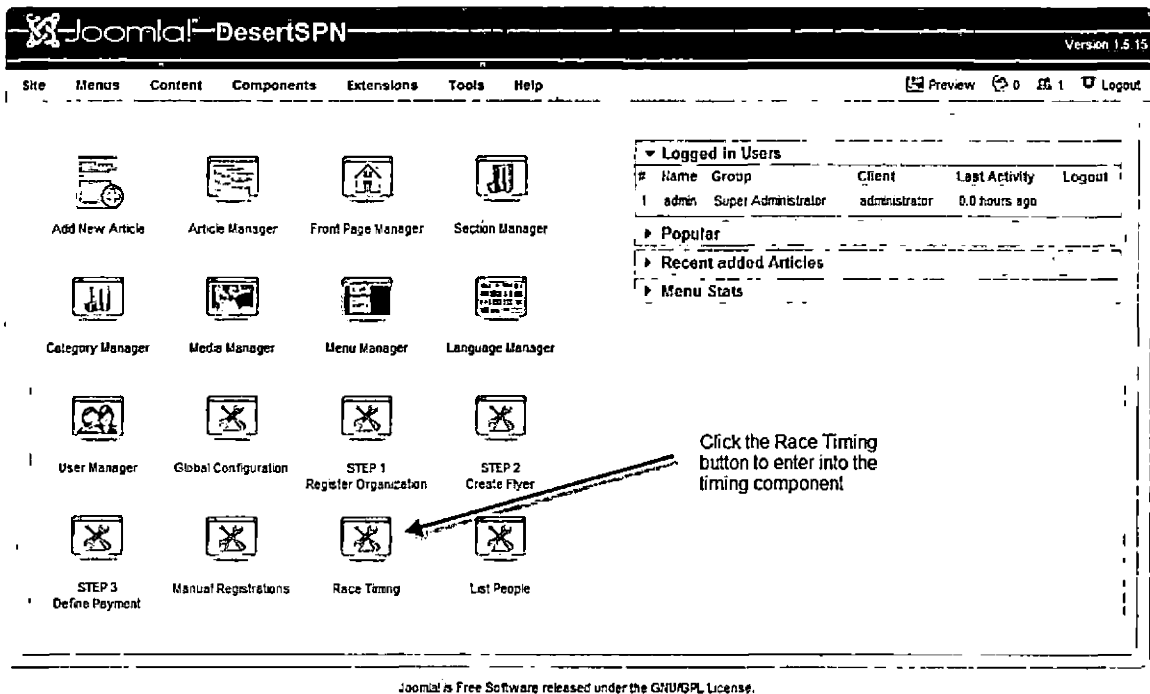 Joomla! DesertSPN
Version 1.5.15
Site Menus Content Components Extensions Tools Help
Preview 0 1 Logout
Add New Article
Article Manager
Front Page Manager
Section Manager
Category Manager
Media Manager
Menu Manager
Language Manager
User Manager
Global Configuration
STEP 1
Register Organization
STEP 2
Create Flyer
STEP 3
Define Payment
Manual Registrations
Race Timing
List People
Logged in Users
# Name Group Client Last Activity Logout
1 admin Super Administrator administrator 0.0 hours ago
Popular
Recent added Articles
Menu Stats
Click the Race Timing
button to enter into the
timing component
Joomla! is Free Software released under the GNU/GPL License.